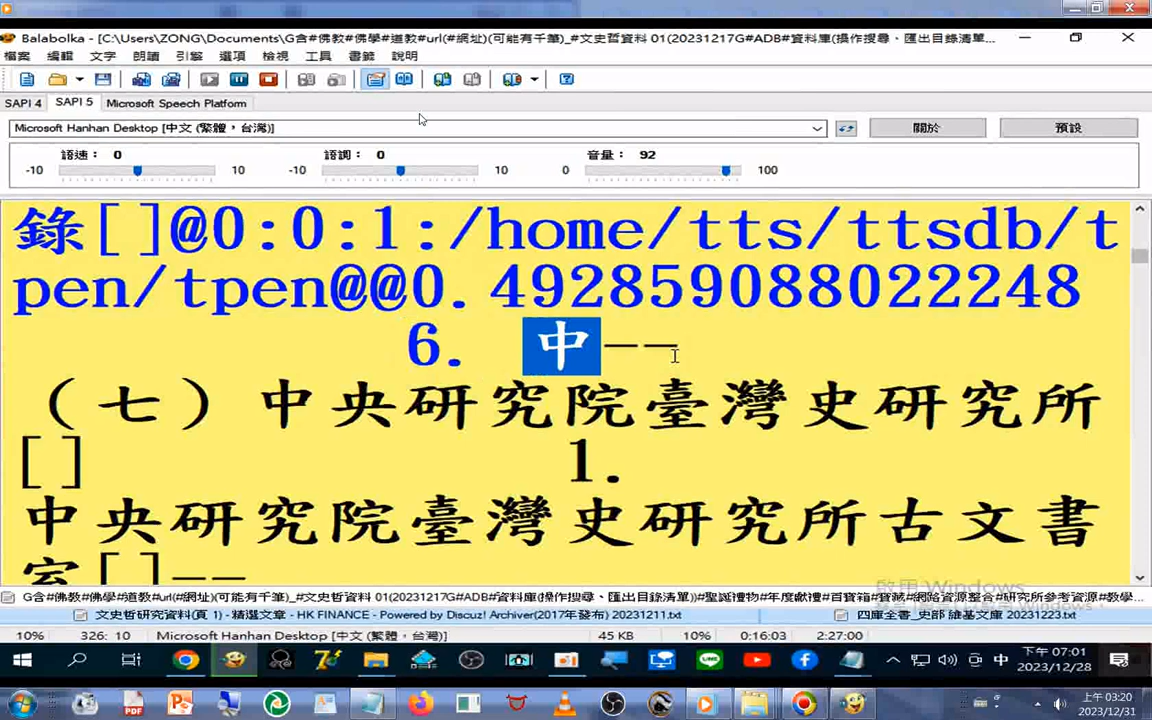 Balabolka - [C:\Users\ZONG\Documents\G含#佛教#佛學#道教#url(#網址)(可能有千筆)_#文史哲資料 01(20231217G#ADB#資料庫(操作搜尋、匯出目錄清單...
檔案 編輯 文字 朗讀 引擎 選項 檢視 工具 書籤 說明
SAPI 4 SAPI 5 Microsoft Speech Platform
Microsoft Hanhan Desktop [中文 (繁體，台灣)] 關於 預設
語速： 0 語調： 0 音量： 92
-10 10 -10 10 0 100
錄[]@0:0:1:/home/tts/ttsdb/t
pen/tpen@@0.492859088022248
6. 中--
（七）中央研究院臺灣史研究所
[] 1.
中央研究院臺灣史研究所古文書
室[]--
啟用 Windows
G含#佛教#佛學#道教#url(#網址)(可能有千筆)_#文史哲資料 01(20231217G#ADB#資料庫(操作搜尋、匯出目錄清單))#聖誕禮物#年度獻禮#百寶箱#寶藏#網路資源整合#研究所參考資源#教學...
文史哲研究資料(頁 1) - 精選文章 - HK FINANCE - Powered by Discuz! Archiver(2017年發布) 20231211.txt 四庫全書_史部 維基文庫 20231223.txt
10% 326: 10 Microsoft Hanhan Desktop [中文 (繁體，台灣)] 45 KB 10% 0:16:03 2:27:00
中 下午 07:01
2023/12/28
上午 03:20
2023/12/31